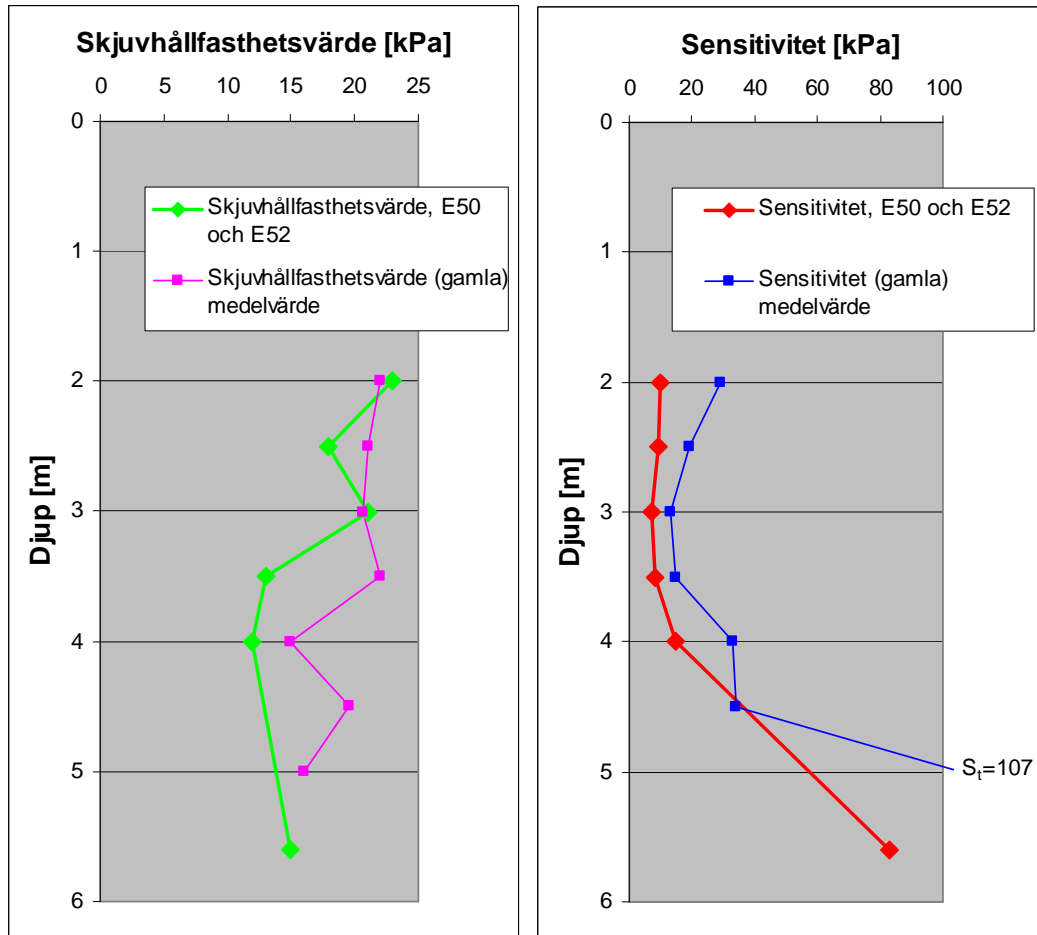 Skjuvhållfasthetsvärde [kPa]
0 5 10 15 20 25
0
1
2
3
4
5
6
Djup [m]
Skjuvhållfasthetsvärde, E50
och E52
Skjuvhållfasthetsvärde (gamla)
medelvärde
Sensitivitet [kPa]
0 20 40 60 80 100
0
1
2
3
4
5
6
Djup [m]
Sensitivitet, E50 och E52
Sensitivitet (gamla)
medelvärde
St=107